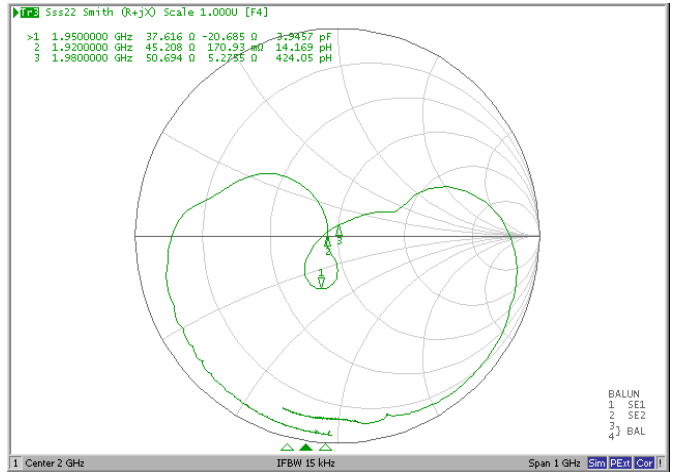 Tr3 Sss22 Smith (R+jX) Scale 1.000U [F4]
>1 1.9500000 GHz 37.616 Ω -20.685 Ω 3.9457 pF
2 1.9200000 GHz 45.208 Ω 170.93 mΩ 14.169 pH
3 1.9800000 GHz 50.694 Ω 5.2755 Ω 424.05 pH
3
2
1
BALUN
1 SE1
2 SE2
3
4} BAL
1 Center 2 GHz IFBW 15 kHz Span 1 GHz Sim PExt Cor !